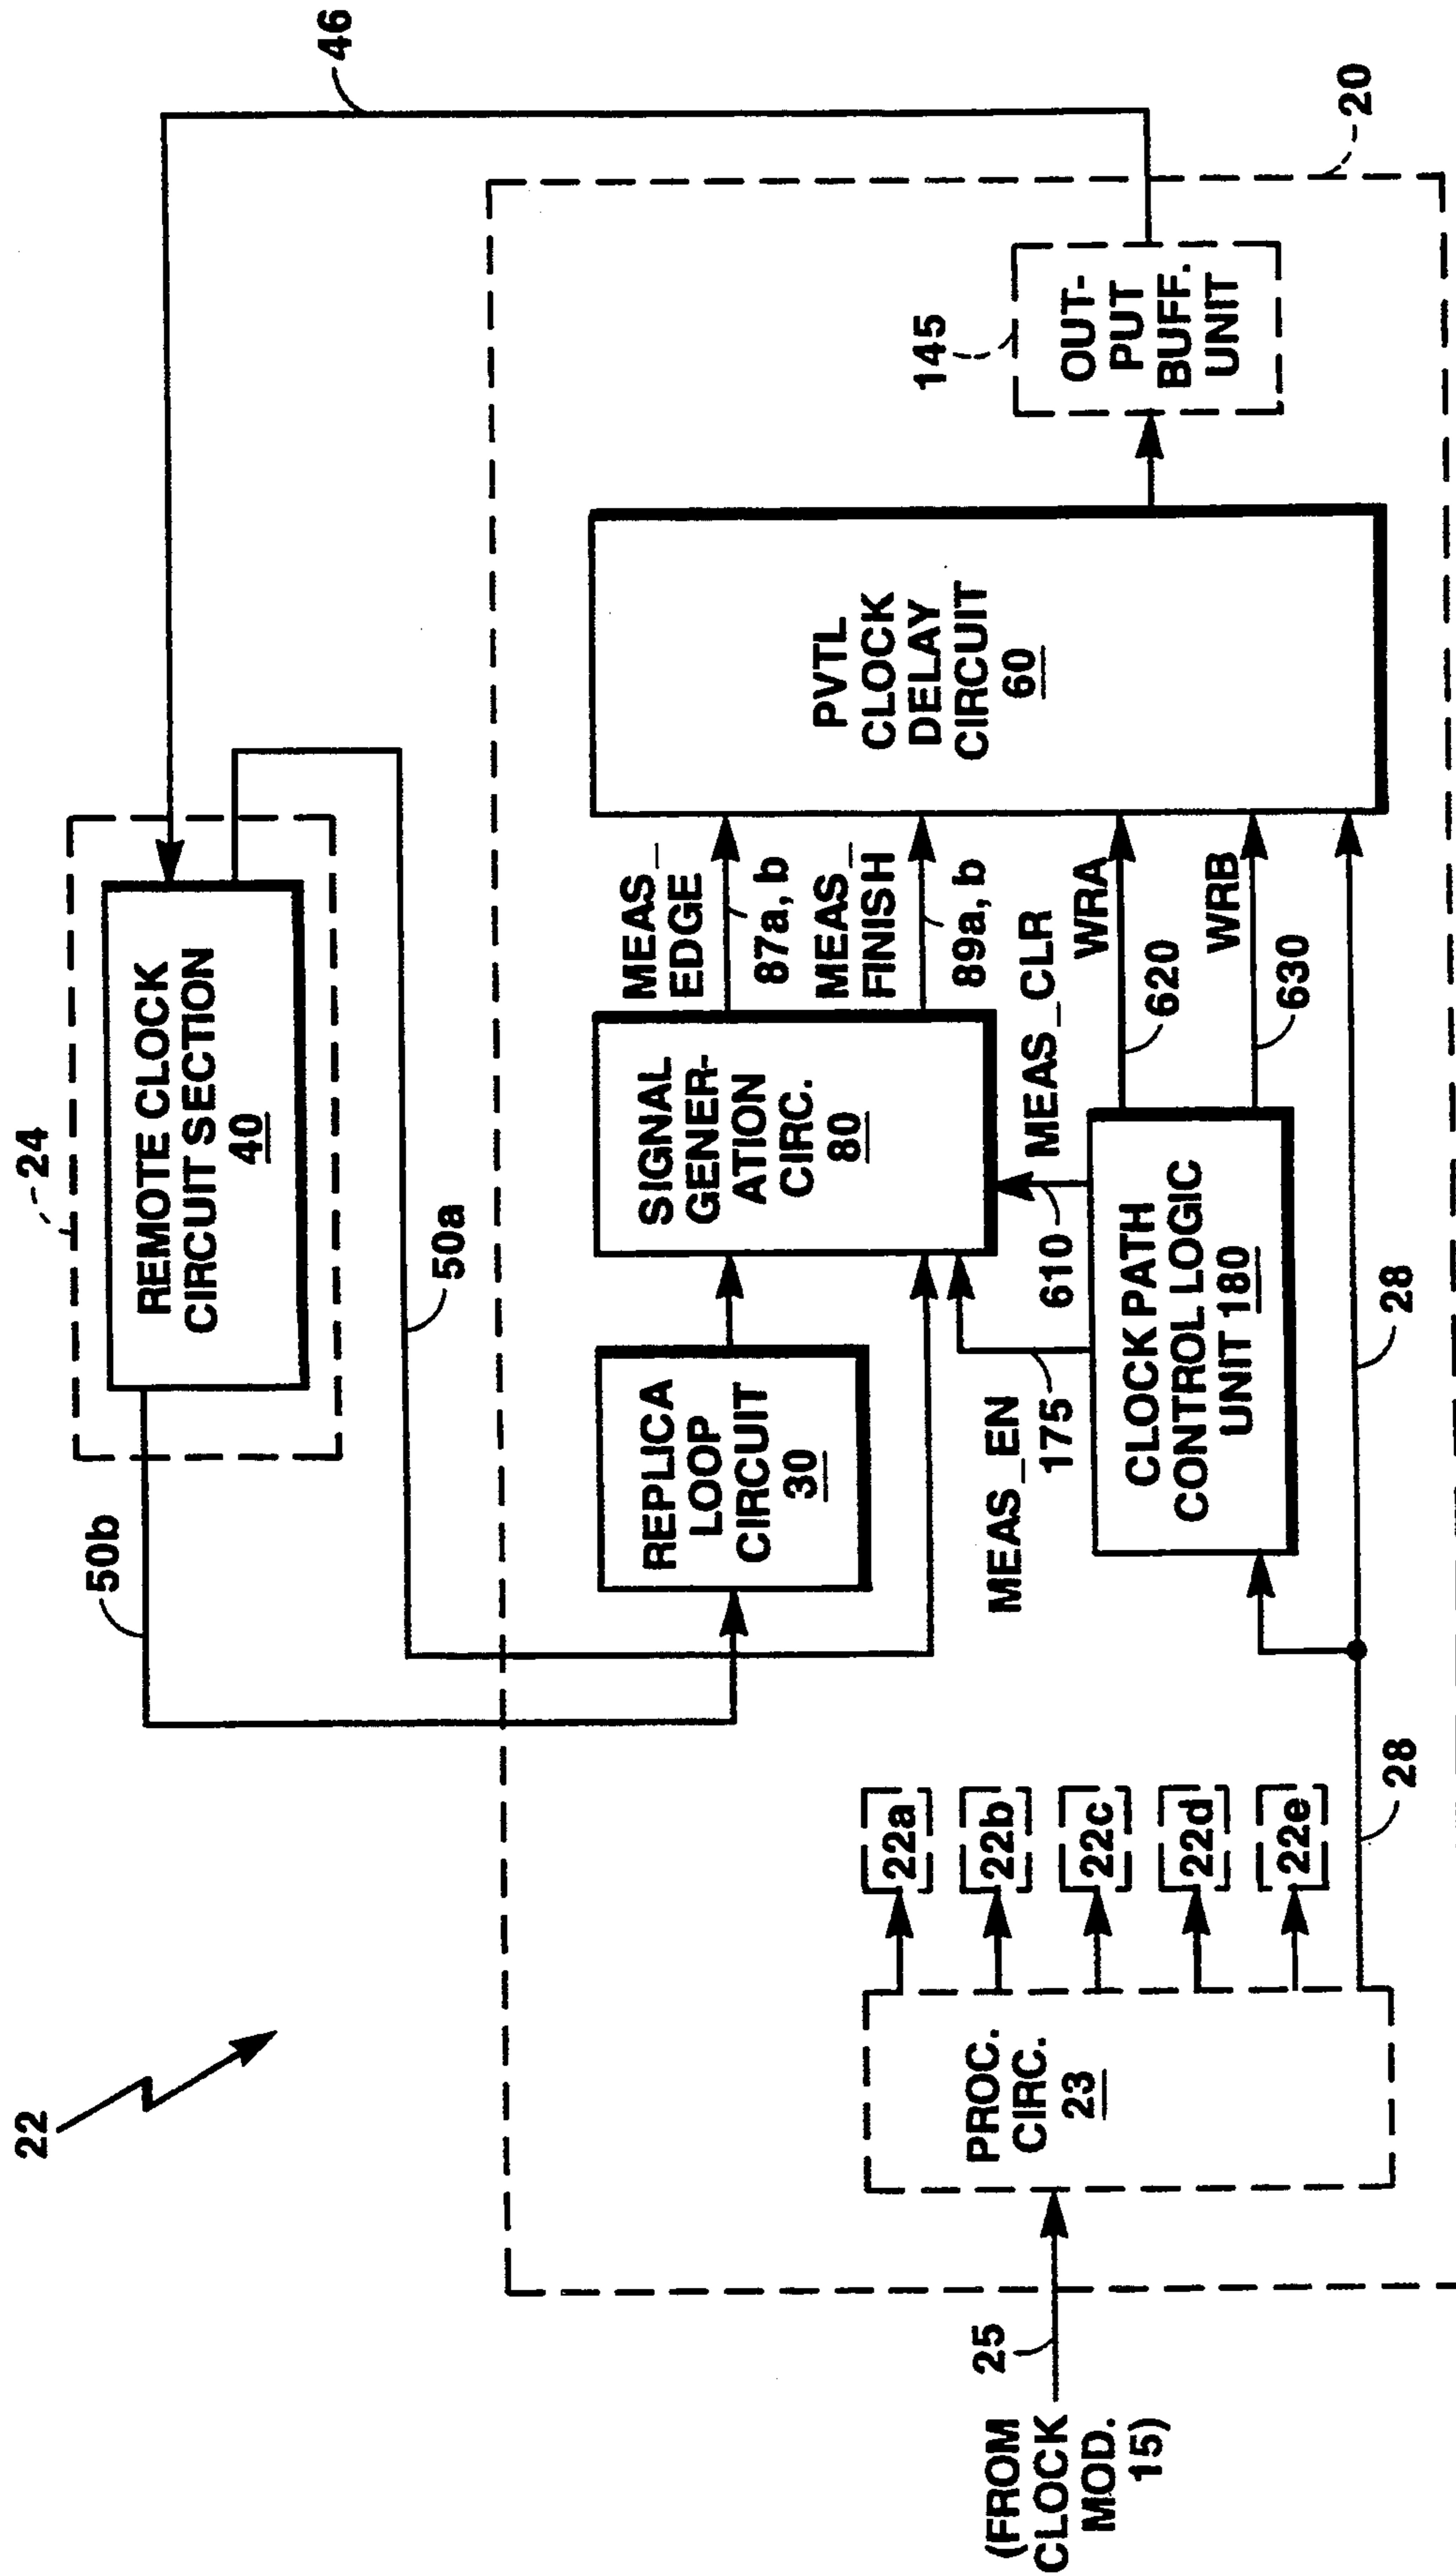 22
24
REMOTE CLOCK
CIRCUIT SECTION
40
46
50b
50a
20
145
OUT-
PUT
BUFF.
UNIT
PVTL
CLOCK
DELAY
CIRCUIT
60
MEAS_
EDGE
87a, b
MEAS_
FINISH
89a, b
SIGNAL
GENER-
ATION
CIRC.
80
REPLICA
LOOP
CIRCUIT
30
MEAS_CLR
610
MEAS_EN
175
WRA
620
WRB
630
CLOCK PATH
CONTROL LOGIC
UNIT 180
28
28
22a
22b
22c
22d
22e
PROC.
CIRC.
23
25
(FROM
CLOCK
MOD.
15)